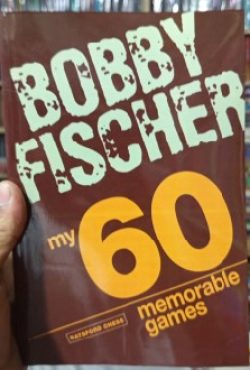 BOBBY
FISCHER
my 60
memorable
games
BATSFORD CHESS